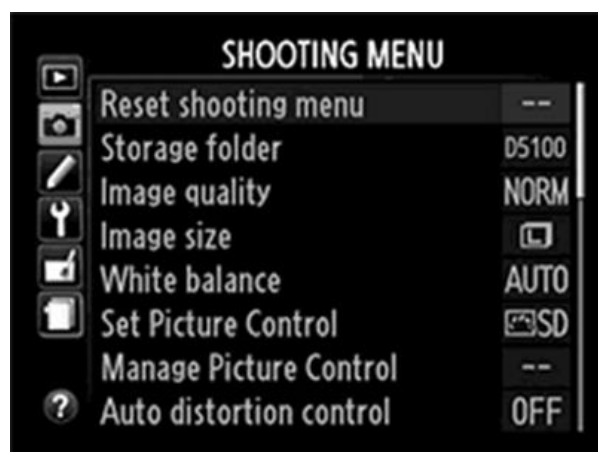 SHOOTING MENU
Reset shooting menu --
Storage folder D5100
Image quality NORM
Image size L
White balance AUTO
Set Picture Control SD
Manage Picture Control --
Auto distortion control OFF
?